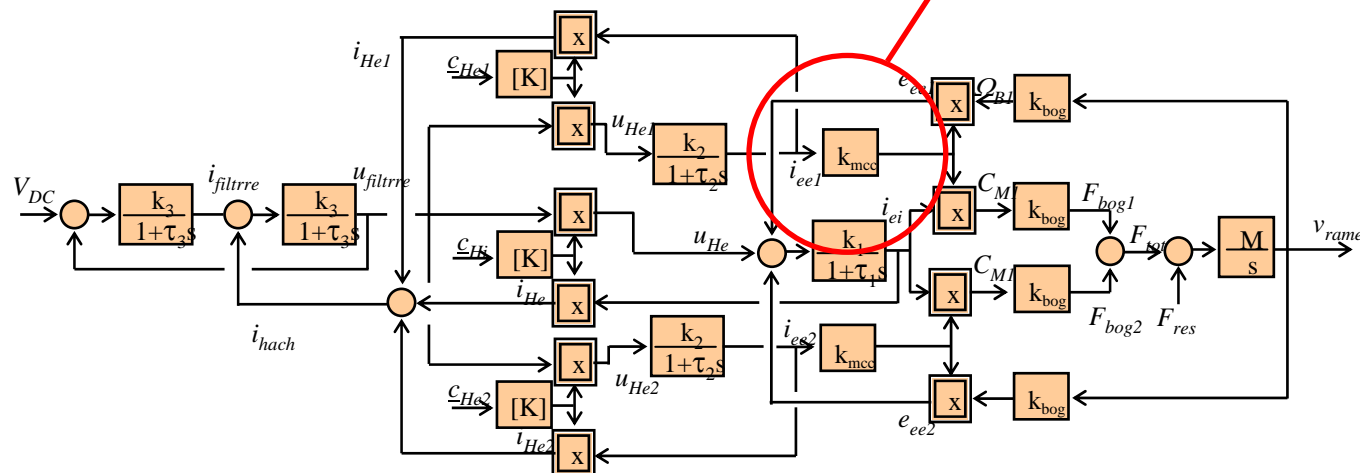 x
i_He1
c_He1
[K]
e_ee1
Ω_B1
x
k_bog
x
u_He1
k_2
1+τ_2s
i_ee1
k_mcc
V_DC
k_3
1+τ_3s
i_filtrre
k_3
1+τ_3s
u_filtrre
x
i_ei
x
C_M1
k_bog
F_bog1
c_Hi
[K]
u_He
k_1
1+τ_1s
F_tot
M
s
v_rame
i_He
x
x
C_M1
k_bog
F_bog2
F_res
i_hach
x
u_He2
k_2
1+τ_2s
i_ee2
k_mcc
c_He2
[K]
e_ee2
x
k_bog
i_He2
x